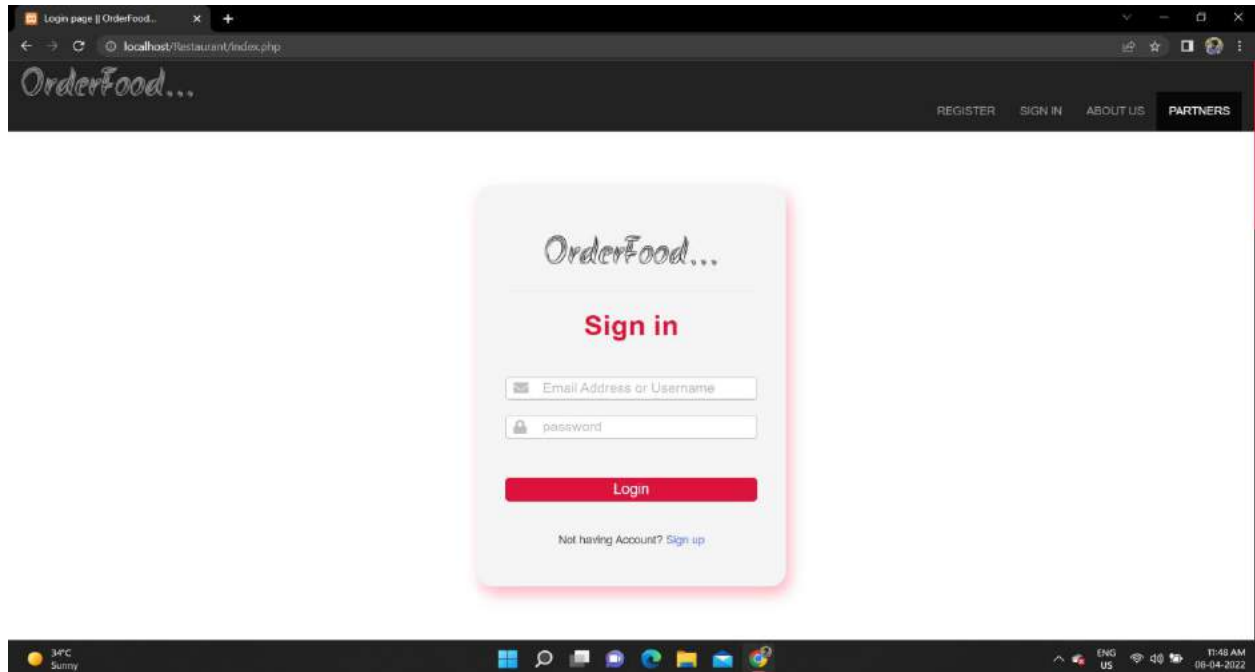 Login page || OrderFood...
localhost/Restaurant/index.php
OrderFood...
REGISTER SIGN IN ABOUT US PARTNERS
OrderFood...
Sign in
Email Address or Username
password
Login
Not having Account? Sign up
34°C
Sunny
ENG
US
11:48 AM
08-04-2022